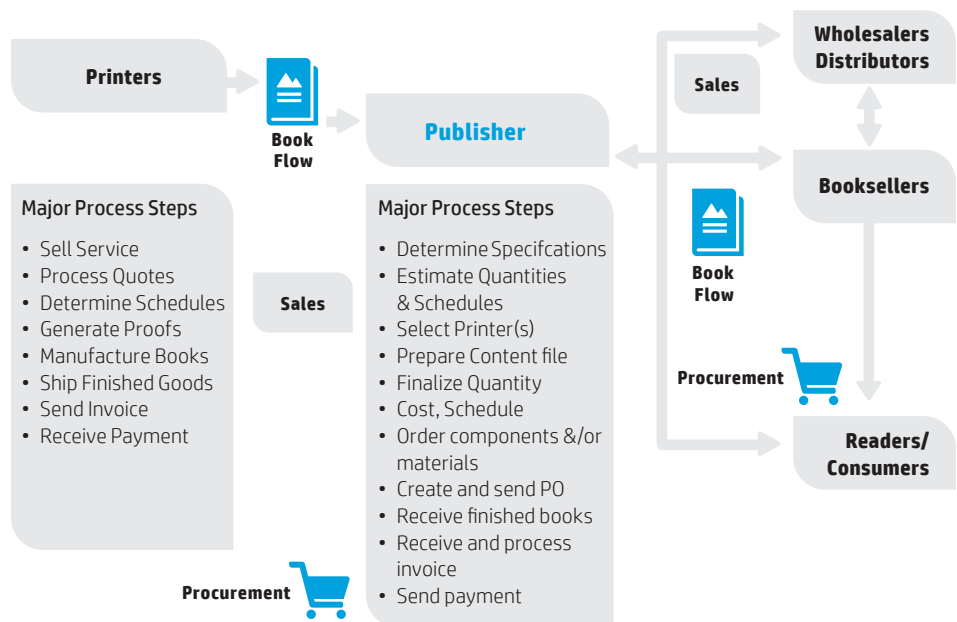 Printers
Book
Flow
Publisher
Sales
Wholesalers
Distributors
Booksellers
Book
Flow
Procurement
Readers/
Consumers
Major Process Steps
• Sell Service
• Process Quotes
• Determine Schedules
• Generate Proofs
• Manufacture Books
• Ship Finished Goods
• Send Invoice
• Receive Payment
Sales
Major Process Steps
• Determine Specifcations
• Estimate Quantities
& Schedules
• Select Printer(s)
• Prepare Content file
• Finalize Quantity
• Cost, Schedule
• Order components &/or
materials
• Create and send PO
• Receive finished books
• Receive and process
invoice
• Send payment
Procurement